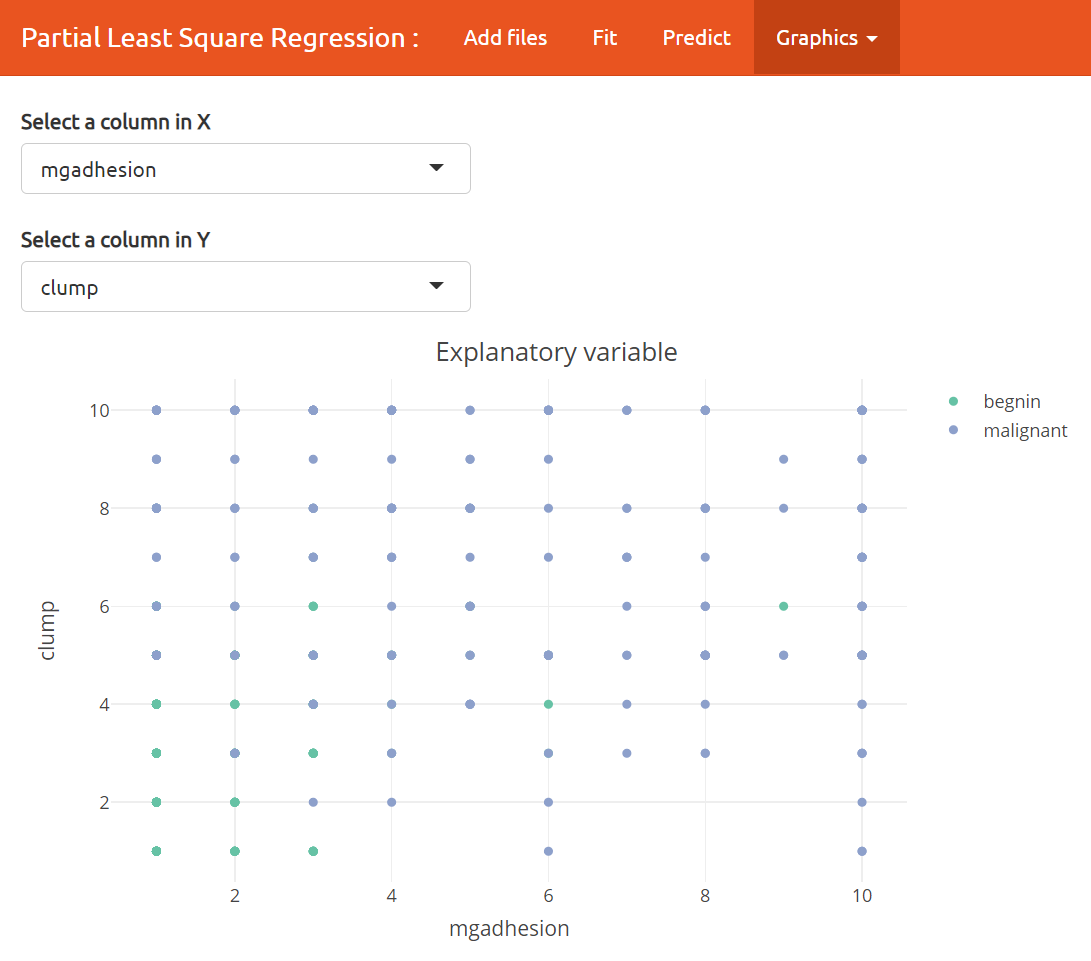 Partial Least Square Regression : Add files Fit Predict Graphics
Select a column in X
mgadhesion
Select a column in Y
clump
Explanatory variable
begnin
malignant
10
8
6
4
2
clump
2 4 6 8 10
mgadhesion